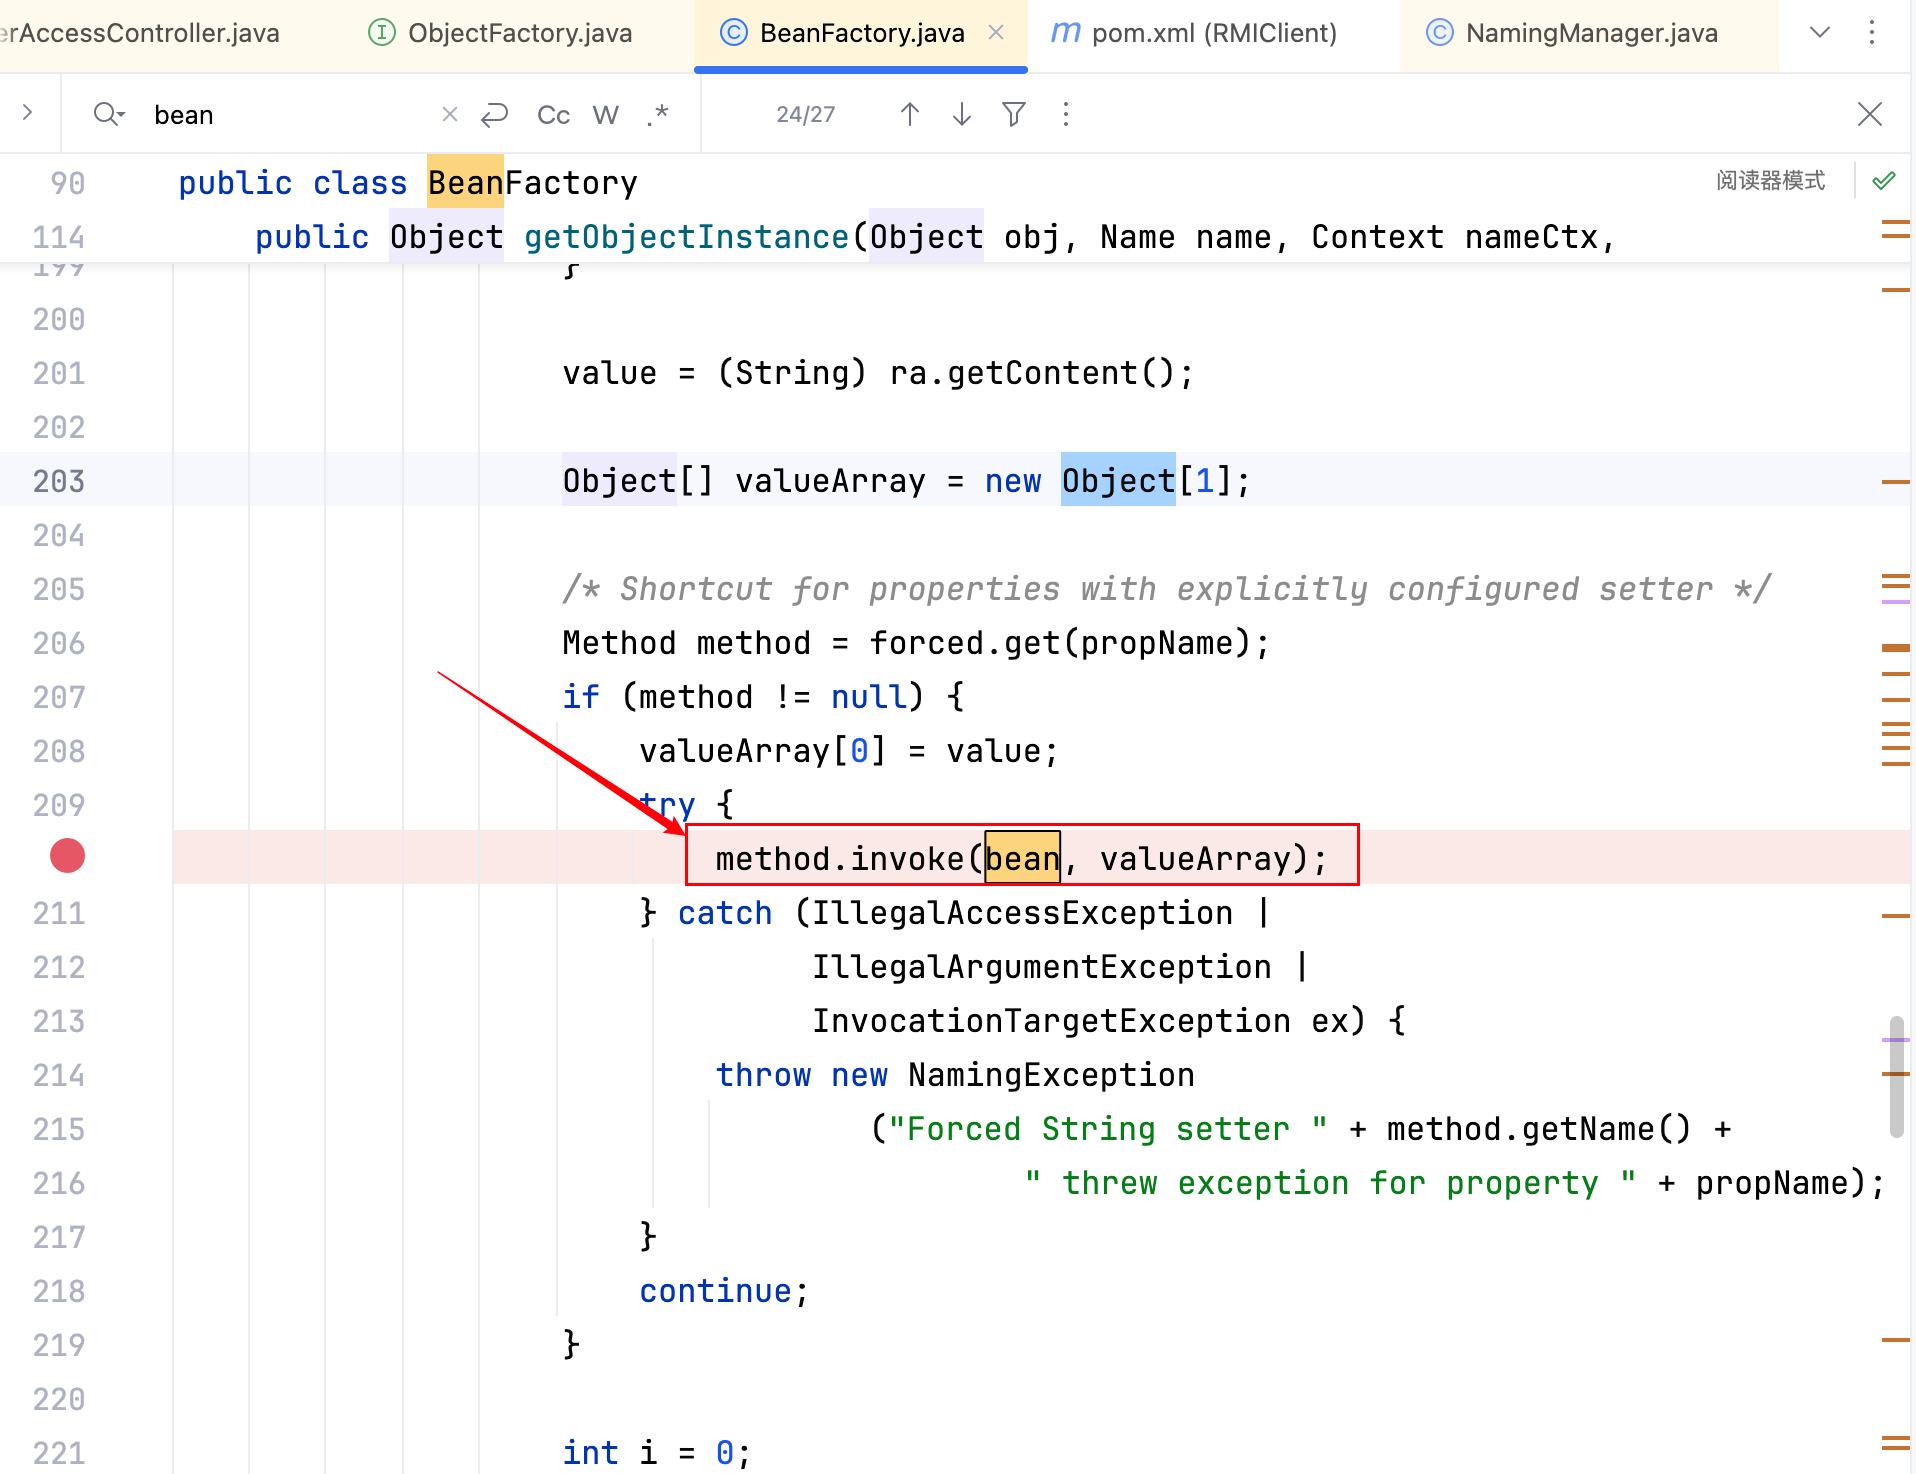 erAccessController.java ObjectFactory.java BeanFactory.java pom.xml (RMIClient) NamingManager.java
bean Cc W .* 24/27
90 public class BeanFactory 阅读器模式
114 public Object getObjectInstance(Object obj, Name name, Context nameCtx,
199 }
200
201 value = (String) ra.getContent();
202
203 Object[] valueArray = new Object[1];
204
205 /* Shortcut for properties with explicitly configured setter */
206 Method method = forced.get(propName);
207 if (method != null) {
208 valueArray[0] = value;
209 try {
method.invoke(bean, valueArray);
211 } catch (IllegalAccessException |
212 IllegalArgumentException |
213 InvocationTargetException ex) {
214 throw new NamingException
215 ("Forced String setter " + method.getName() +
216 " threw exception for property " + propName);
217 }
218 continue;
219 }
220
221 int i = 0;